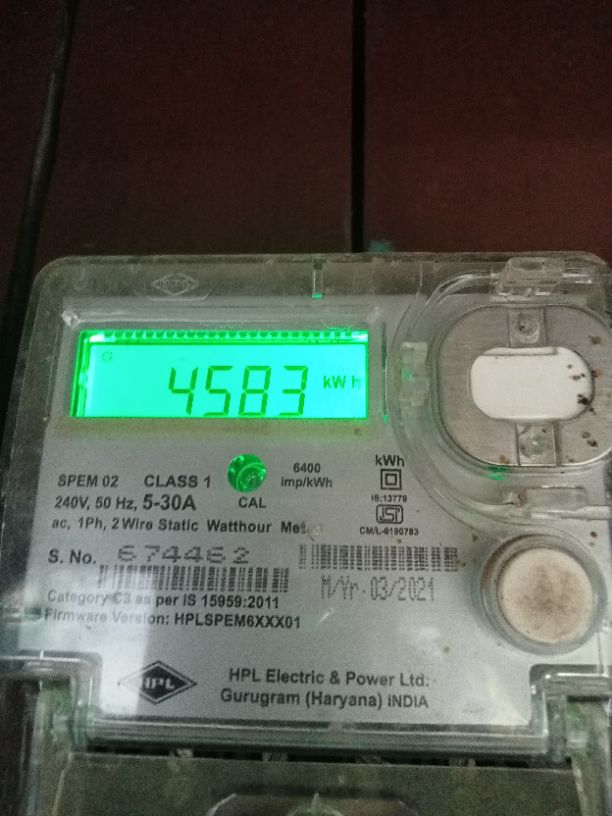 4583 kWh
6400
imp/kWh
kWh
SPEM 02 CLASS 1
240V, 50 Hz, 5-30A CAL
IS:13779
ISI
ac, 1Ph, 2 Wire Static Watthour
CM/L-9190783
S. No. 674462
M/Yr-03/2021
Category C3 as per IS 15959:2011
Firmware Version: HPLSPEM6XXX01
HPL
HPL Electric & Power Ltd.
Gurugram (Haryana) INDIA